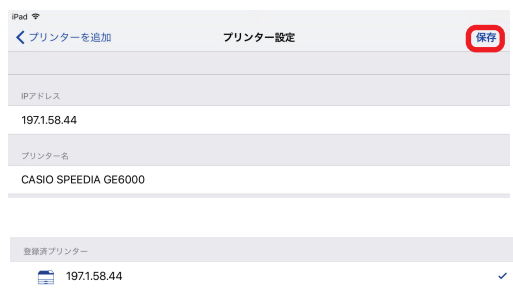 iPad
プリンターを追加 プリンター設定 保存
IPアドレス
197.1.58.44
プリンター名
CASIO SPEEDIA GE6000
登録済プリンター
197.1.58.44